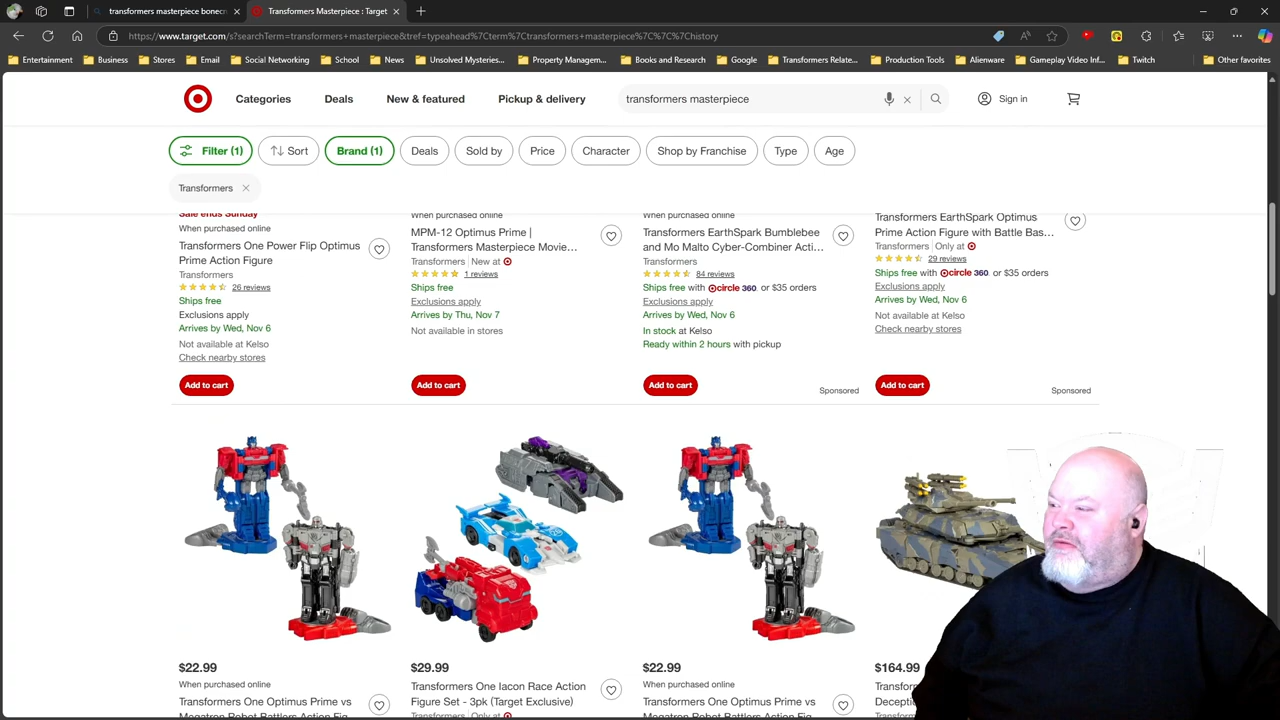 transformers masterpiece bonecr
Transformers Masterpiece : Target
https://www.target.com/s?searchTerm=transformers+masterpiece&tref=typeahead%7Cterm%7Ctransformers+masterpiece%7C%7C%7Chistory
Entertainment
Business
Stores
Email
Social Networking
School
News
Unsolved Mysteries...
Property Managem...
Books and Research
Google
Transformers Relate...
Production Tools
Alienware
Gameplay Video Inf...
Twitch
Other favorites
Categories
Deals
New & featured
Pickup & delivery
transformers masterpiece
Sign in
Filter (1)
Sort
Brand (1)
Deals
Sold by
Price
Character
Shop by Franchise
Type
Age
Transformers
Sale ends Sunday
When purchased online
Transformers One Power Flip Optimus
Prime Action Figure
Transformers
26 reviews
Ships free
Exclusions apply
Arrives by Wed, Nov 6
Not available at Kelso
Check nearby stores
Add to cart
When purchased online
MPM-12 Optimus Prime |
Transformers Masterpiece Movie…
Transformers | New at
1 reviews
Ships free
Exclusions apply
Arrives by Thu, Nov 7
Not available in stores
Add to cart
When purchased online
Transformers EarthSpark Bumblebee
and Mo Malto Cyber-Combiner Acti…
Transformers
84 reviews
Ships free with circle 360. or $35 orders
Exclusions apply
Arrives by Wed, Nov 6
In stock at Kelso
Ready within 2 hours with pickup
Add to cart
Sponsored
Transformers EarthSpark Optimus
Prime Action Figure with Battle Bas…
Transformers | Only at
29 reviews
Ships free with circle 360. or $35 orders
Exclusions apply
Arrives by Wed, Nov 6
Not available at Kelso
Check nearby stores
Add to cart
Sponsored
$22.99
When purchased online
Transformers One Optimus Prime vs
Megatron Robot Battlers Action Fig
$29.99
Transformers One Iacon Race Action
Figure Set - 3pk (Target Exclusive)
Transformers | Only at
$22.99
When purchased online
Transformers One Optimus Prime vs
Megatron Robot Battlers Action Fig
$164.99
When purchased online